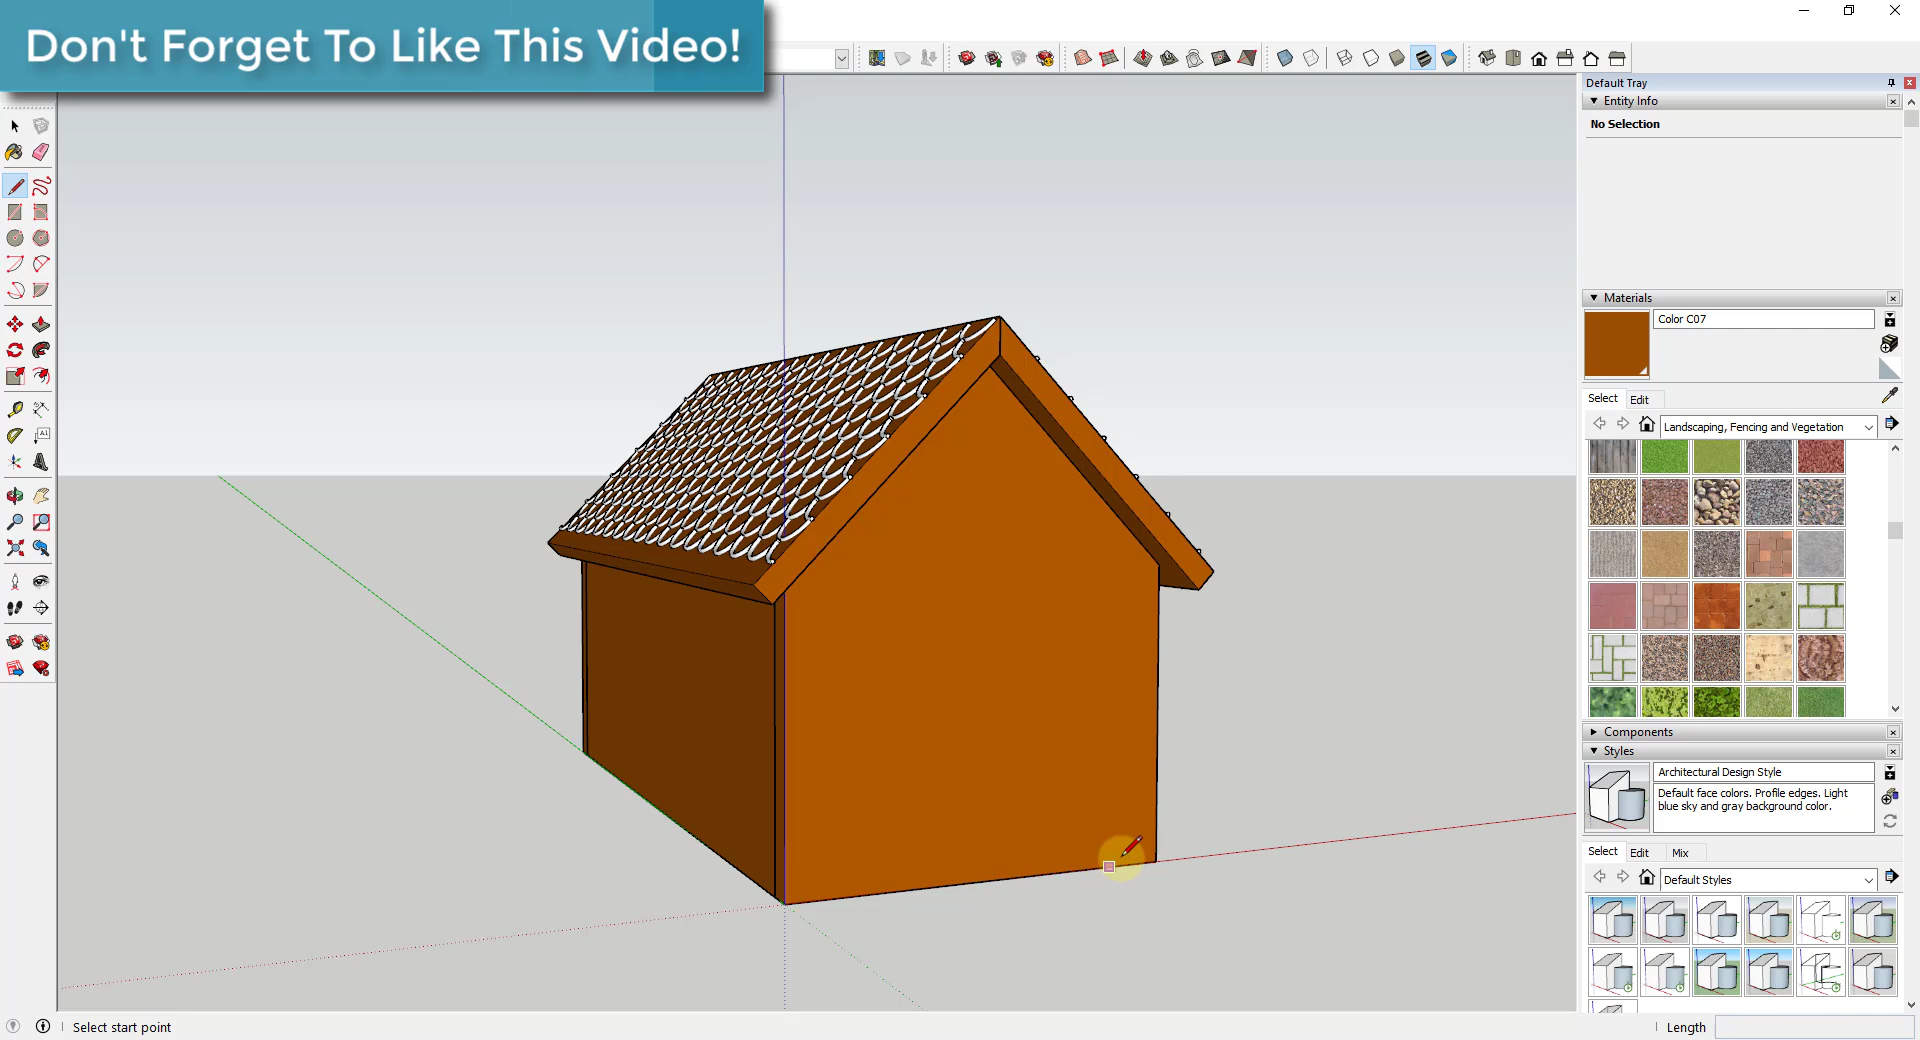 Don't Forget To Like This Video!
Default Tray
Entity Info
No Selection
Materials
Color C07
Select Edit
Landscaping, Fencing and Vegetation
Components
Styles
Architectural Design Style
Default face colors. Profile edges. Light
blue sky and gray background color.
Select Edit Mix
Default Styles
Select start point
Length